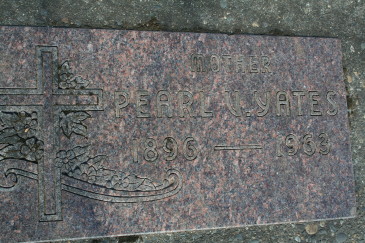 MOTHER
PEARL V. YATES
1896 — 1963